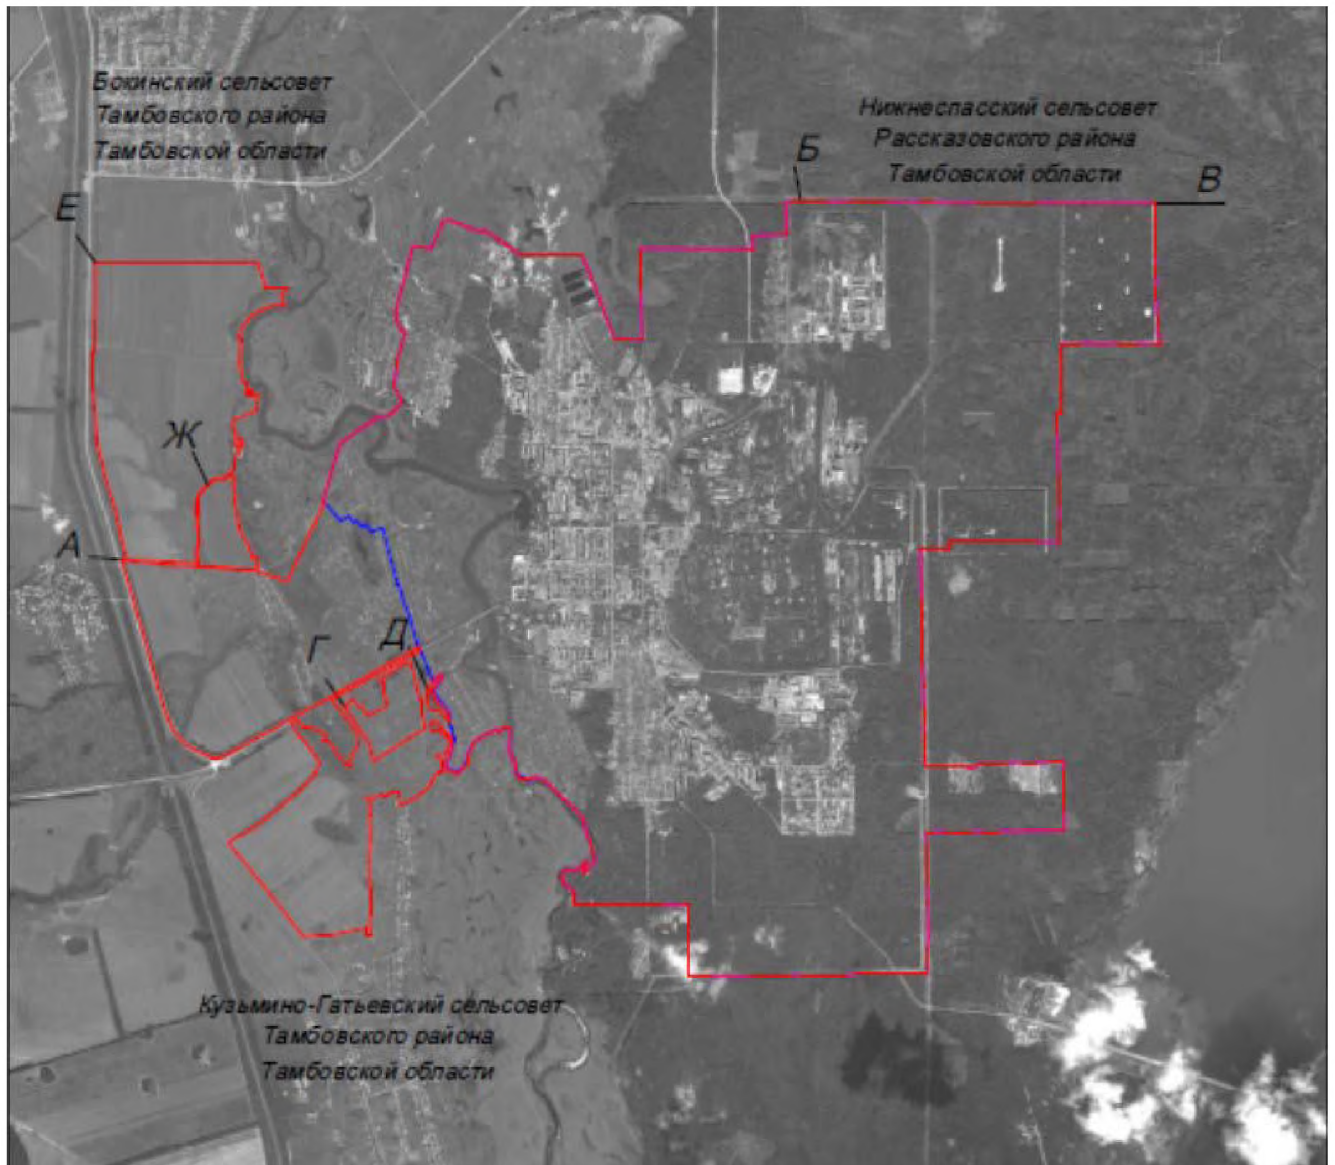 Бокинский сельсовет
Тамбовского района
Тамбовской области
Нижнеспасский сельсовет
Рассказовского района
Тамбовской области
Б
В
Е
Ж
А
Г
Д
Кузьмино-Гатьевский сельсовет
Тамбовского района
Тамбовской области